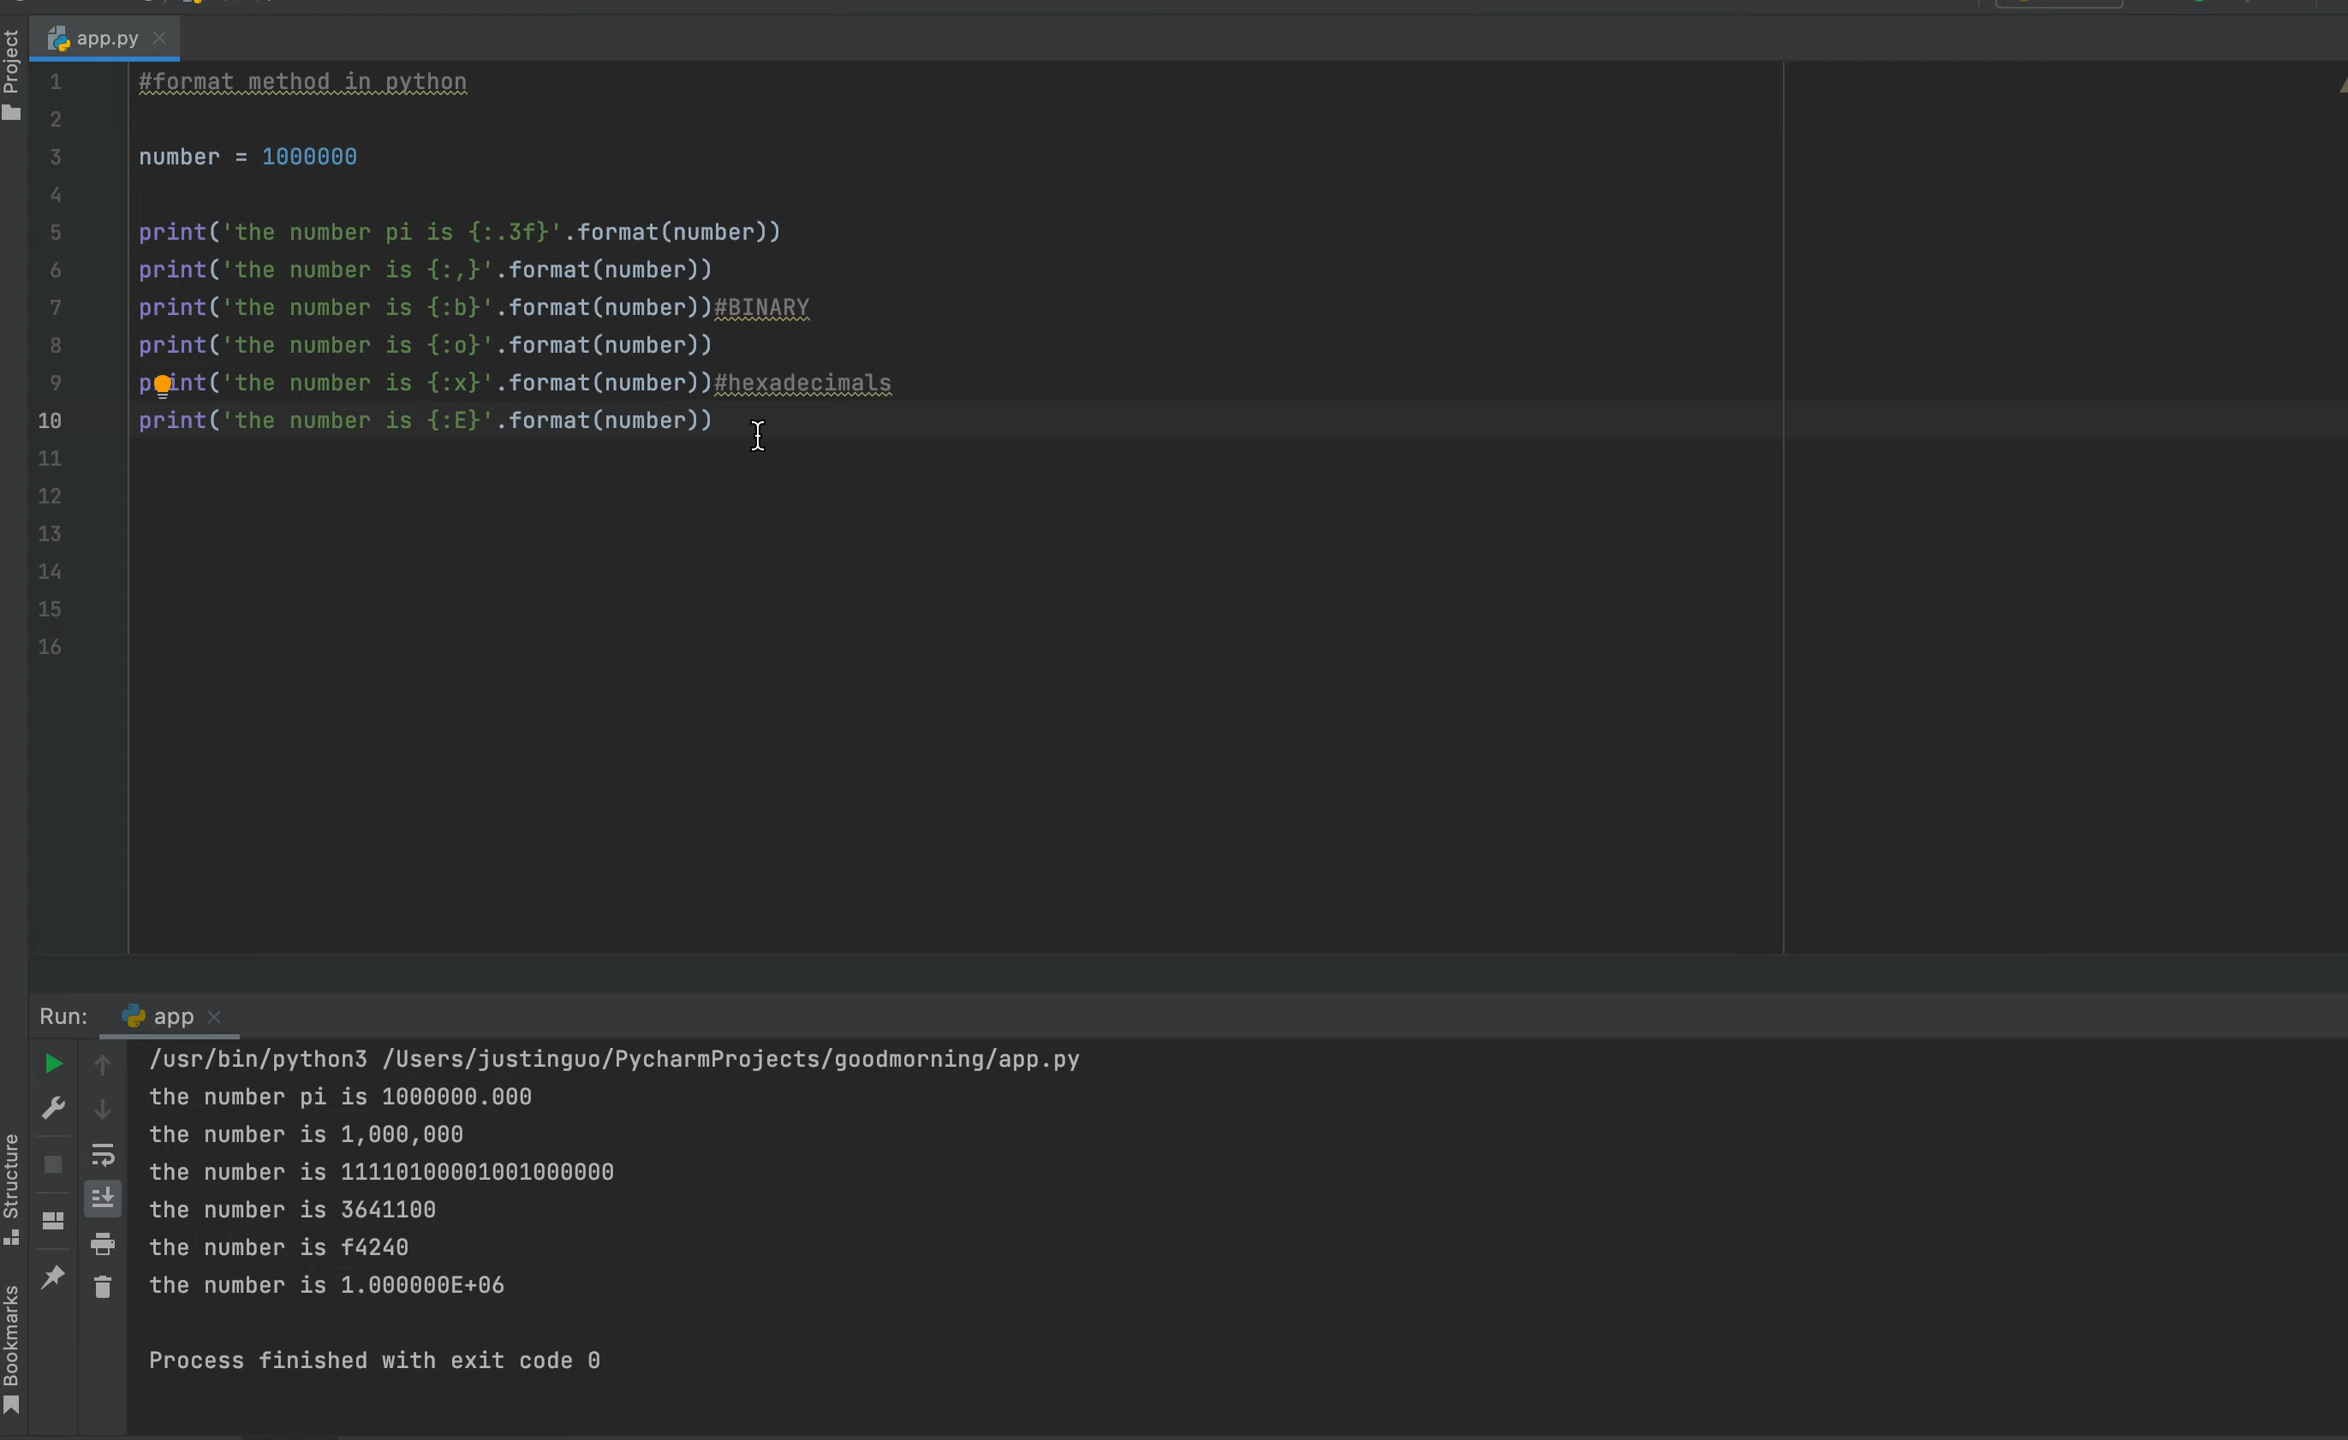 Project
app.py
1 #format method in python
2
3 number = 1000000
4
5 print('the number pi is {:.3f}'.format(number))
6 print('the number is {:,}'.format(number))
7 print('the number is {:b}'.format(number))#BINARY
8 print('the number is {:o}'.format(number))
9 print('the number is {:x}'.format(number))#hexadecimals
10 print('the number is {:E}'.format(number))
11
12
13
14
15
16
Run: app
/usr/bin/python3 /Users/justinguo/PycharmProjects/goodmorning/app.py
the number pi is 1000000.000
the number is 1,000,000
the number is 11110100001001000000
the number is 3641100
the number is f4240
the number is 1.000000E+06
Process finished with exit code 0
Structure
Bookmarks